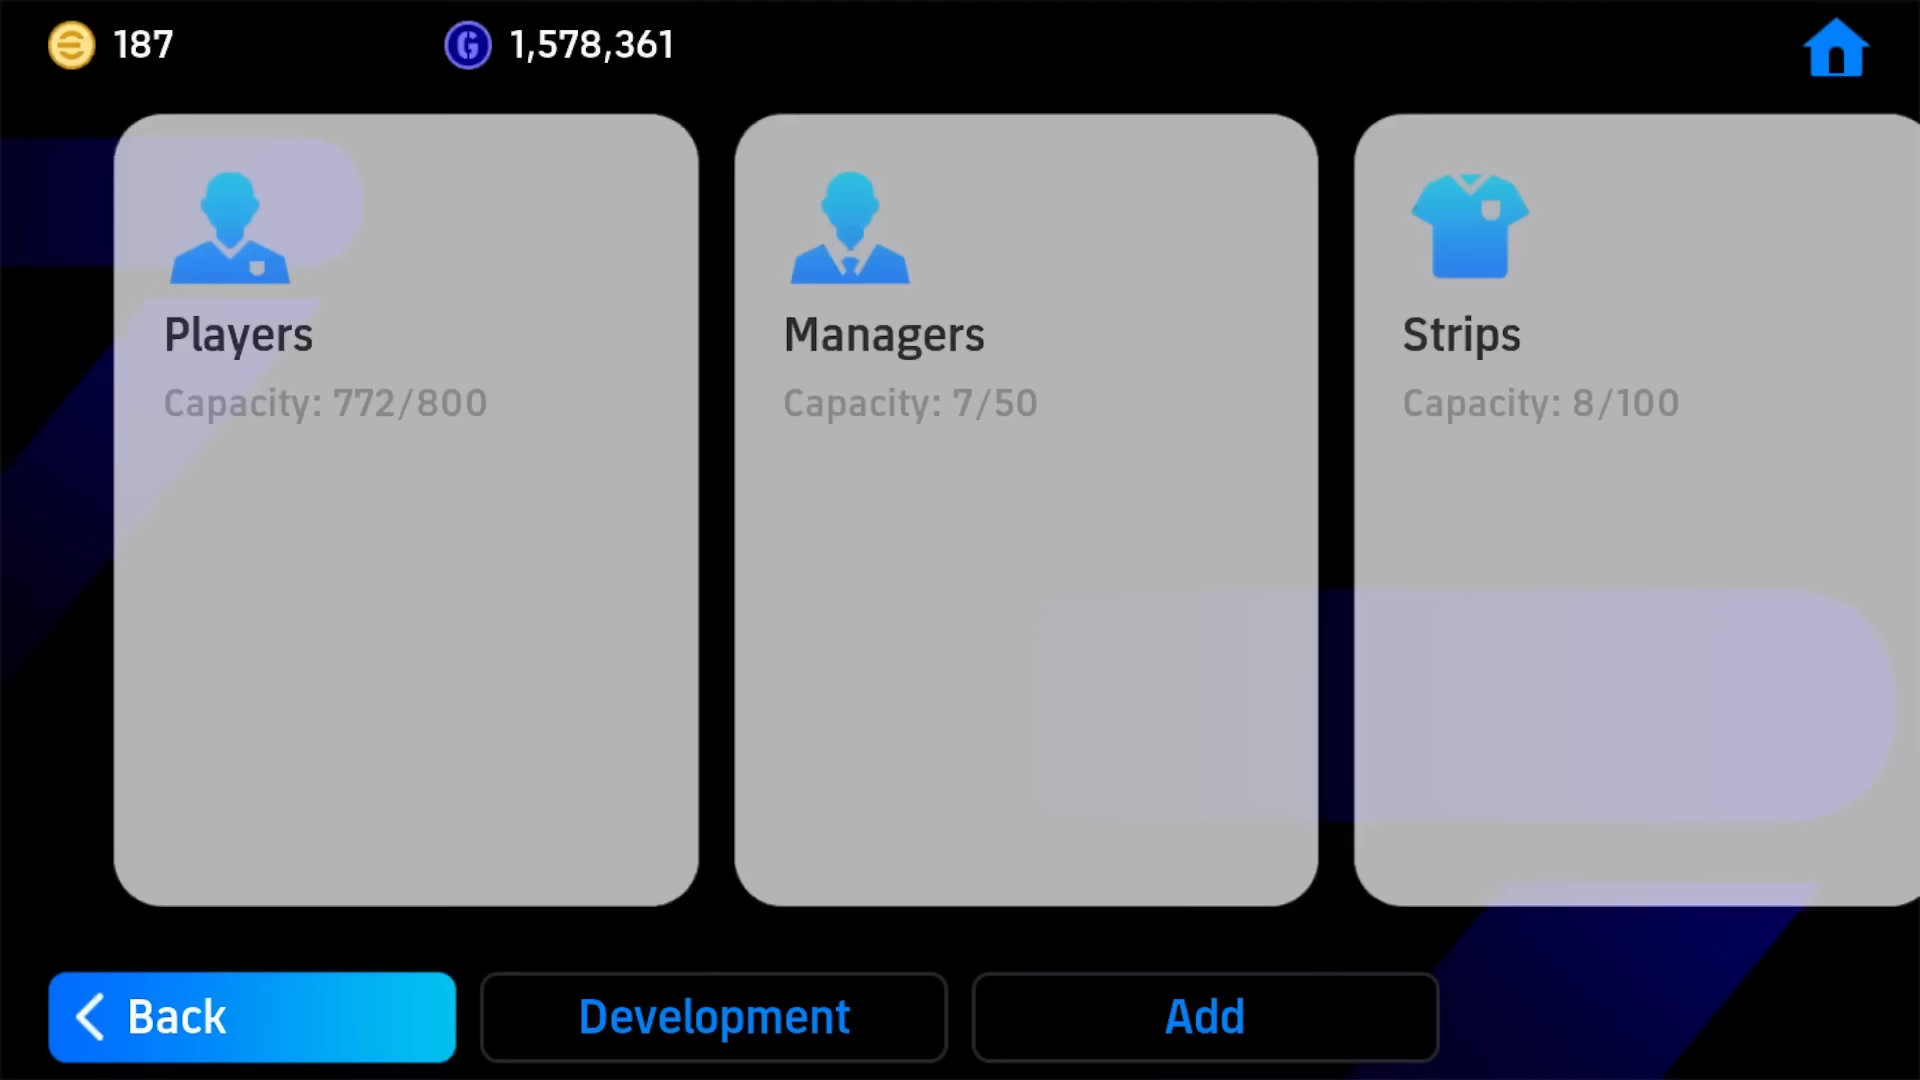 187
1,578,361
Players
Capacity: 772/800
Managers
Capacity: 7/50
Strips
Capacity: 8/100
Back
Development
Add